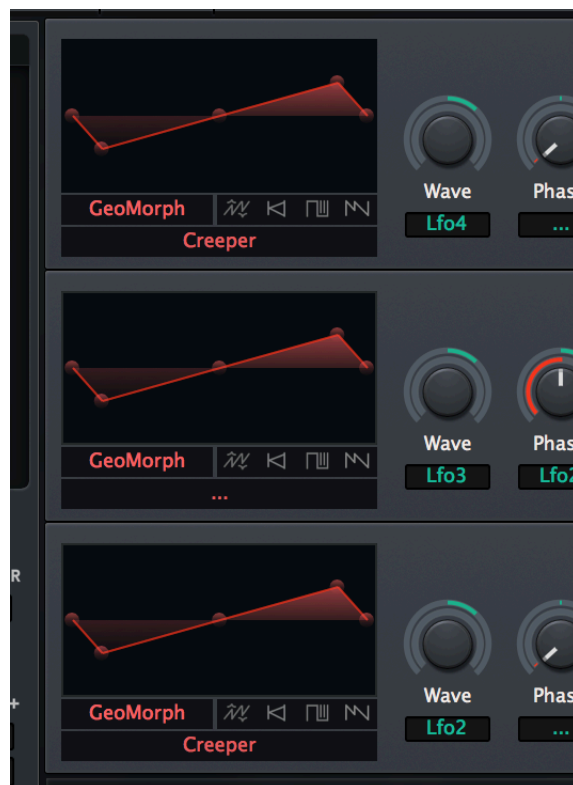 GeoMorph
Creeper
Wave
Phas
Lfo4
...
GeoMorph
...
Wave
Phas
Lfo3
Lfo2
R
GeoMorph
Creeper
Wave
Phas
Lfo2
...
+